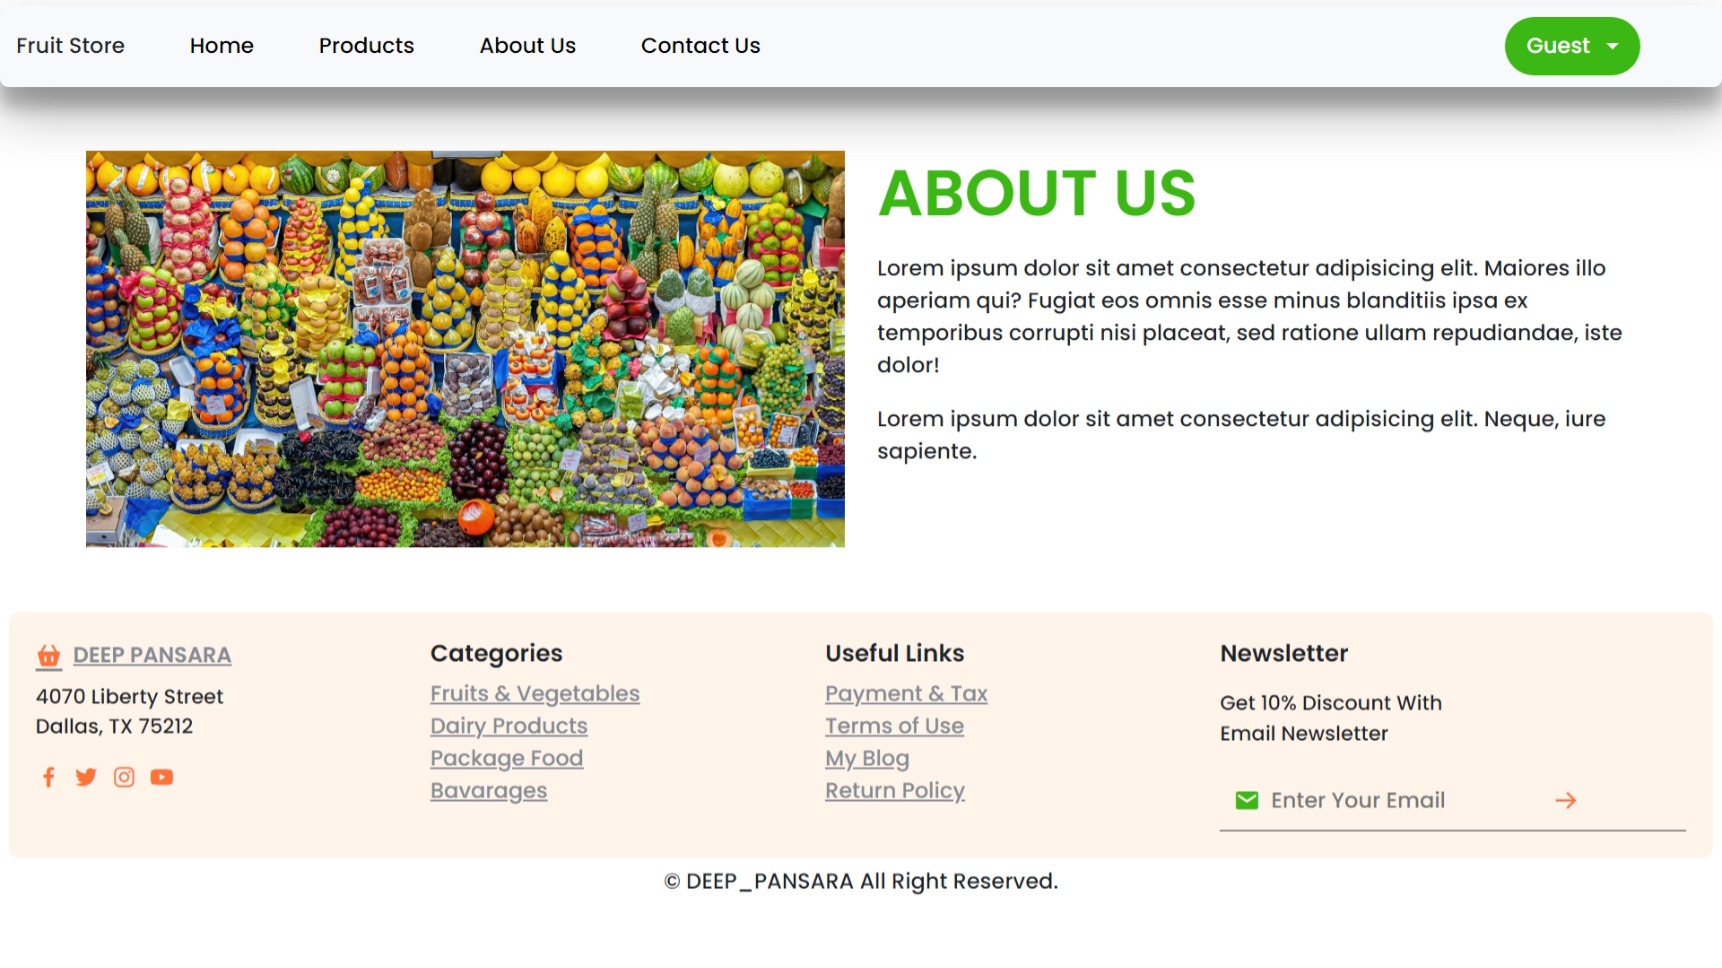 Fruit Store
Home
Products
About Us
Contact Us
Guest
ABOUT US
Lorem ipsum dolor sit amet consectetur adipisicing elit. Maiores illo
aperiam qui? Fugiat eos omnis esse minus blanditiis ipsa ex
temporibus corrupti nisi placeat, sed ratione ullam repudiandae, iste
dolor!
Lorem ipsum dolor sit amet consectetur adipisicing elit. Neque, iure
sapiente.
DEEP PANSARA
4070 Liberty Street
Dallas, TX 75212
Categories
Fruits & Vegetables
Dairy Products
Package Food
Bavarages
Useful Links
Payment & Tax
Terms of Use
My Blog
Return Policy
Newsletter
Get 10% Discount With
Email Newsletter
Enter Your Email
© DEEP_PANSARA All Right Reserved.